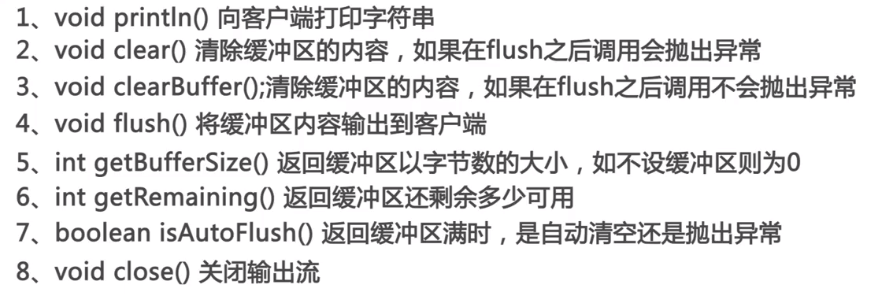 1、void println() 向客户端打印字符串
2、void clear() 清除缓冲区的内容，如果在flush之后调用会抛出异常
3、void clearBuffer();清除缓冲区的内容，如果在flush之后调用不会抛出异常
4、void flush() 将缓冲区内容输出到客户端
5、int getBufferSize() 返回缓冲区以字节数的大小，如不设缓冲区则为0
6、int getRemaining() 返回缓冲区还剩余多少可用
7、boolean isAutoFlush() 返回缓冲区满时，是自动清空还是抛出异常
8、void close() 关闭输出流